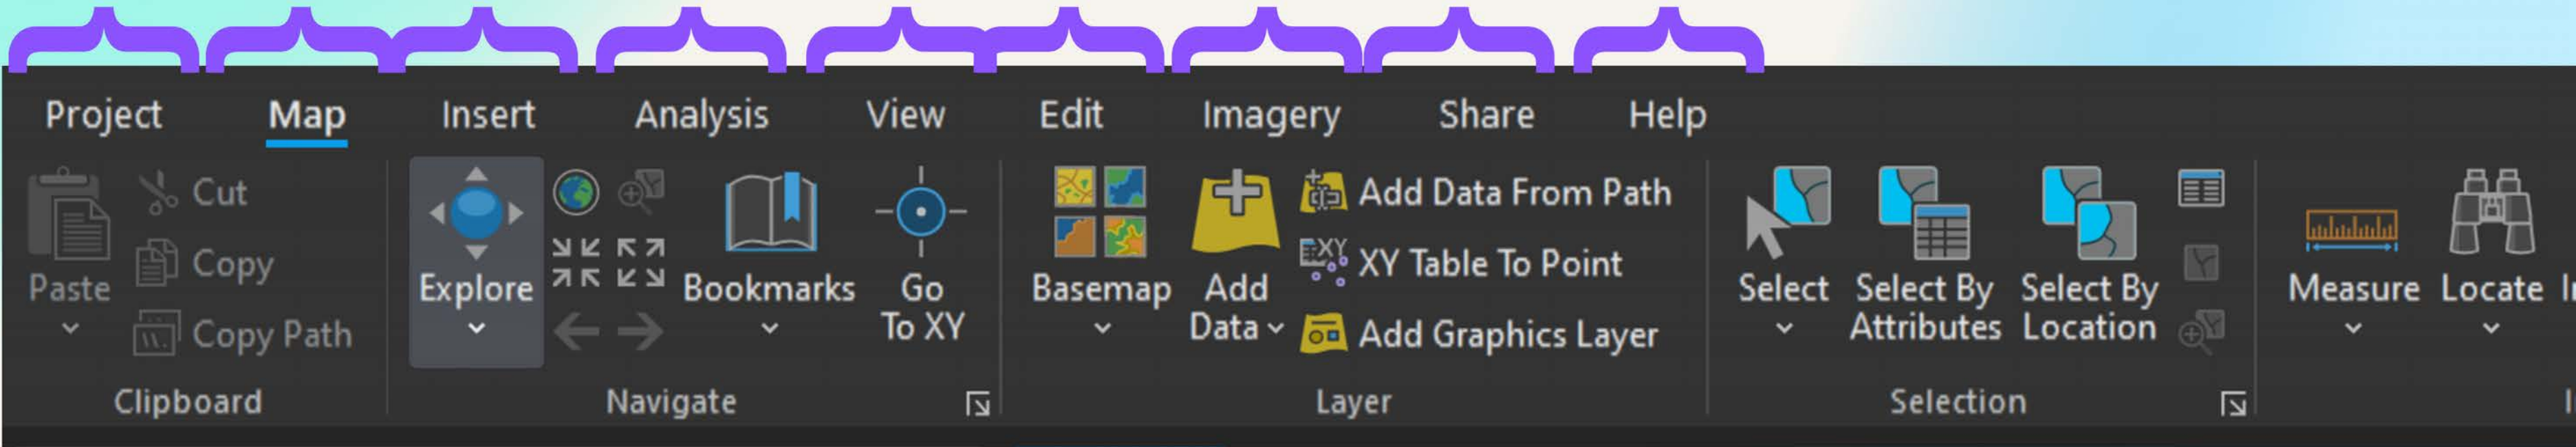 Project Map Insert Analysis View Edit Imagery Share Help
Paste
Cut
Copy
Copy Path
Clipboard
Explore
Bookmarks
Go
To XY
Navigate
Basemap
Add
Data
Add Data From Path
XY Table To Point
Add Graphics Layer
Layer
Select
Select By
Attributes
Select By
Location
Selection
Measure
Locate